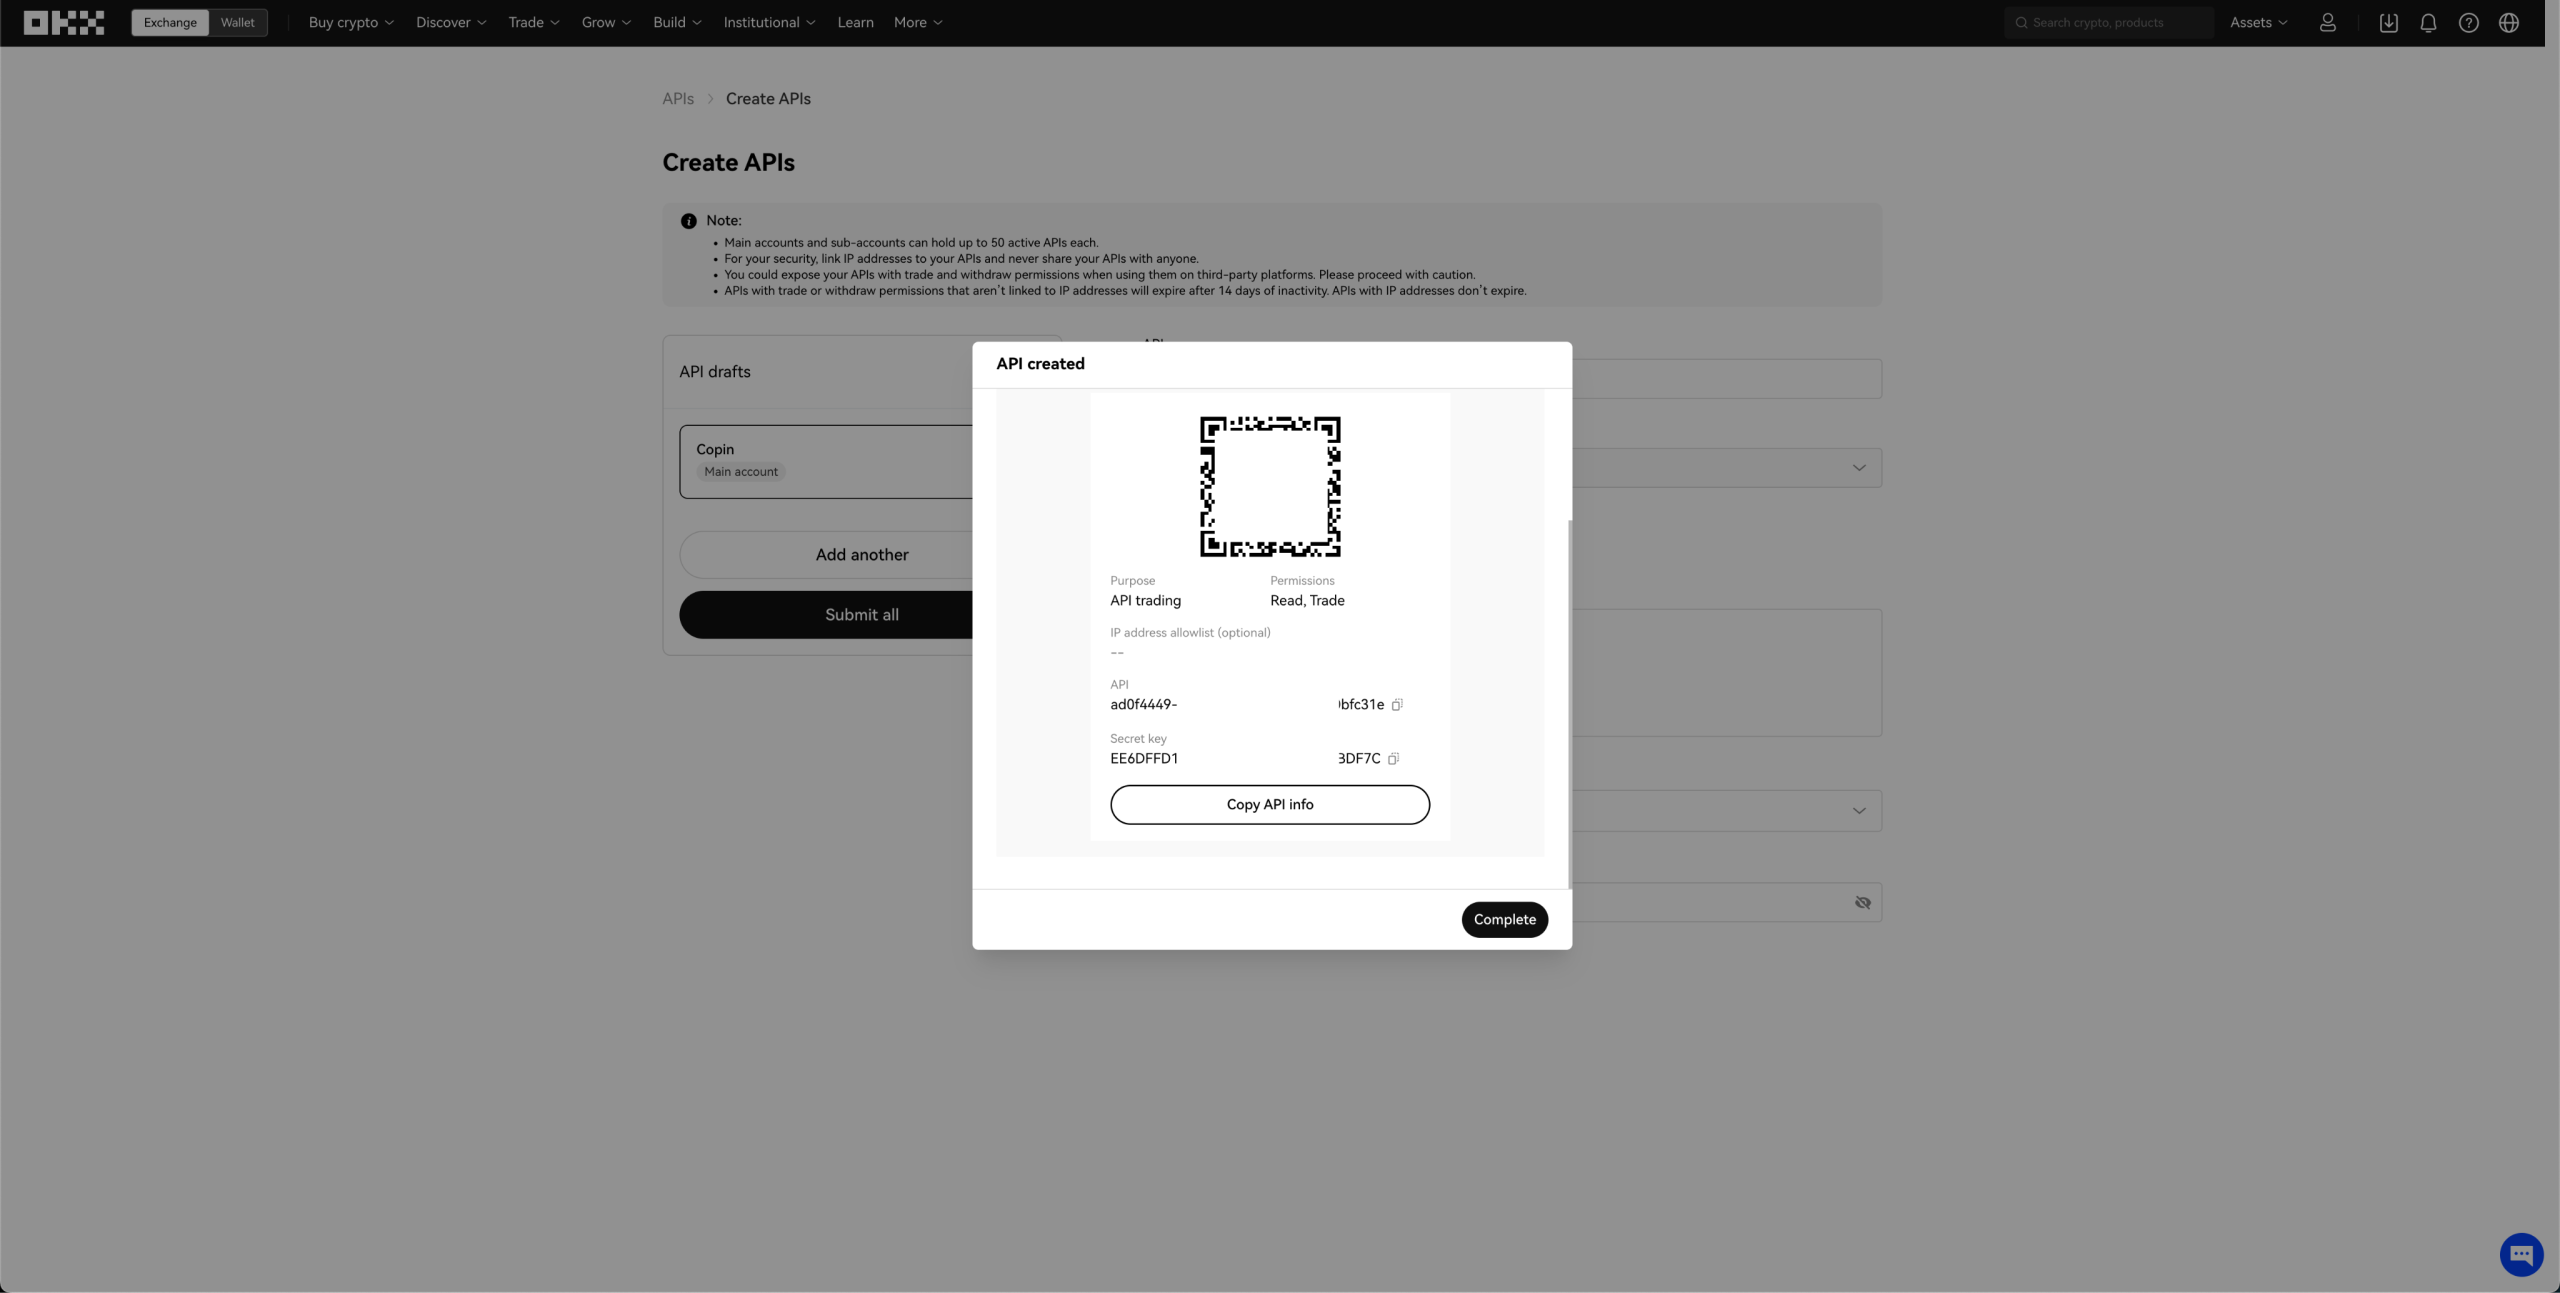 OKX
Exchange
Wallet
Buy crypto
Discover
Trade
Grow
Build
Institutional
Learn
More
Search crypto, products
Assets
APIs > Create APIs
Create APIs
Note:
• Main accounts and sub-accounts can hold up to 50 active APIs each.
• For your security, link IP addresses to your APIs and never share your APIs with anyone.
• You could expose your APIs with trade and withdraw permissions when using them on third-party platforms. Please proceed with caution.
• APIs with trade or withdraw permissions that aren't linked to IP addresses will expire after 14 days of inactivity. APIs with IP addresses don't expire.
API drafts
Copin
Main account
Add another
Submit all
API created
Purpose
API trading
Permissions
Read, Trade
IP address allowlist (optional)
--
API
ad0f4449- bfc31e
Secret key
EE6DFFD1 3DF7C
Copy API info
Complete